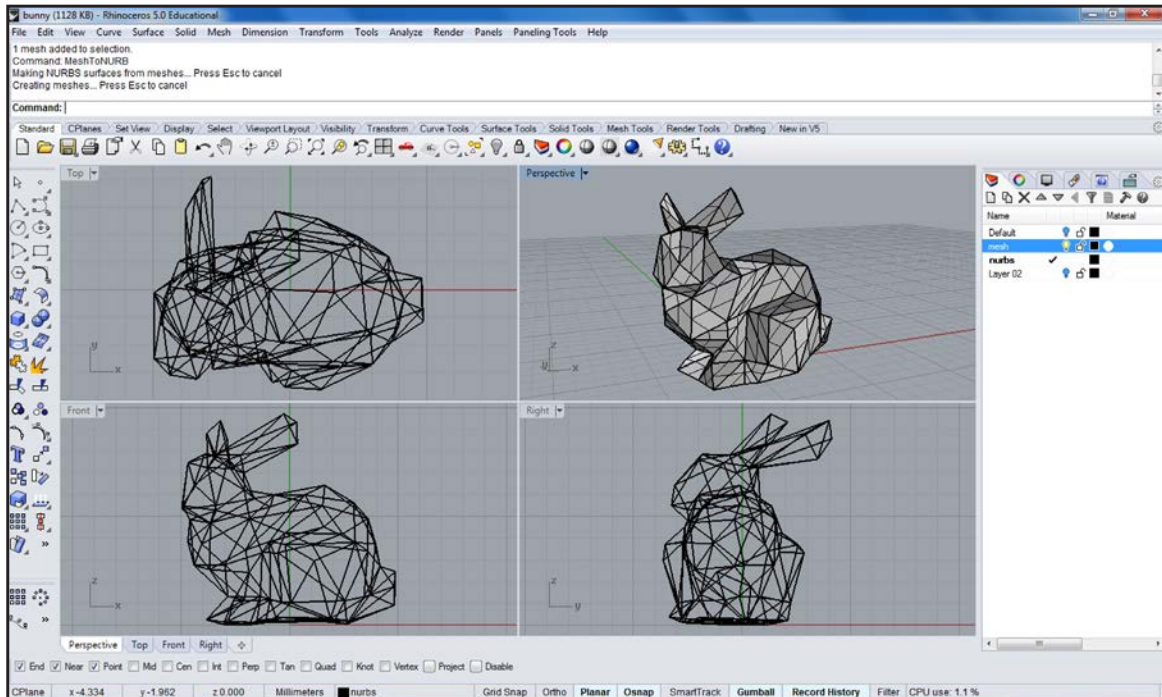 bunny (1128 KB) - Rhinoceros 5.0 Educational
File Edit View Curve Surface Solid Mesh Dimension Transform Tools Analyze Render Panels Paneling Tools Help
1 mesh added to selection.
Command: MeshToNURB
Making NURBS surfaces from meshes... Press Esc to cancel
Creating meshes... Press Esc to cancel
Command:
Standard CPlanes Set View Display Select Viewport Layout Visibility Transform Curve Tools Surface Tools Solid Tools Mesh Tools Render Tools Drafting New in V5
Top
y
x
Perspective
z
y
x
Name Material
Default
mesh
nurbs
Layer 02
Front
z
x
Right
z
y
Perspective Top Front Right
End Near Point Mid Cen Int Perp Tan Quad Knot Vertex Project Disable
CPlane x -4.334 y -1.962 z 0.000 Millimeters nurbs Grid Snap Ortho Planar Osnap SmartTrack Gumball Record History Filter CPU use: 1.1 %